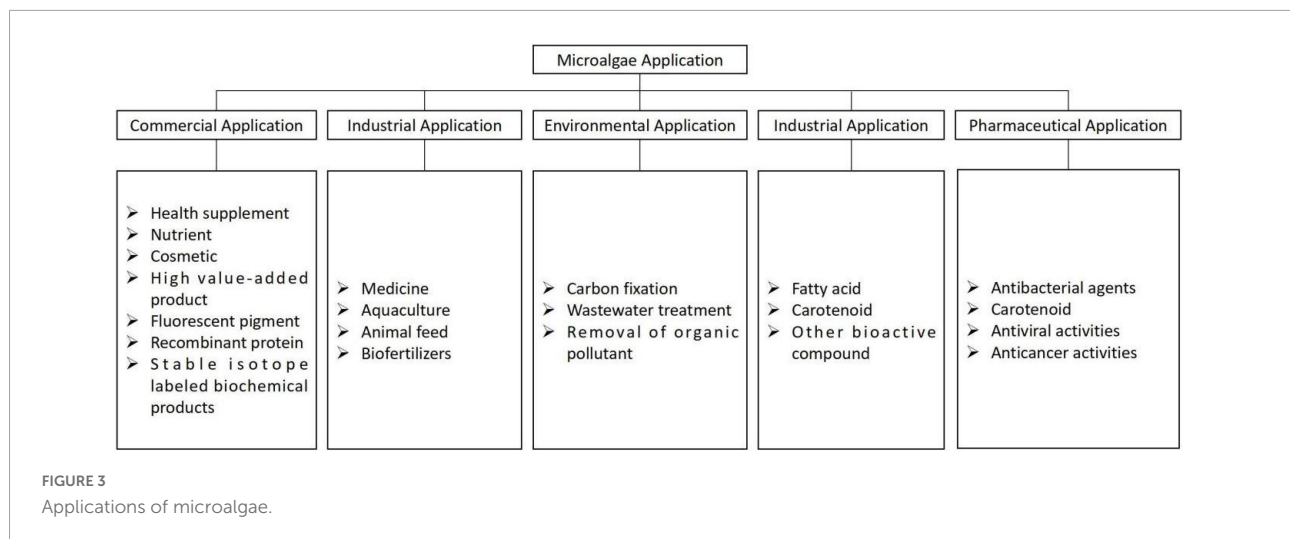 Microalgae Application
Commercial Application
Industrial Application
Environmental Application
Industrial Application
Pharmaceutical Application
➢ Health supplement
➢ Nutrient
➢ Cosmetic
➢ High value-added
product
➢ Fluorescent pigment
➢ Recombinant protein
➢ Stable isotope
labeled biochemical
products
➢ Medicine
➢ Aquaculture
➢ Animal feed
➢ Biofertilizers
➢ Carbon fixation
➢ Wastewater treatment
➢ Removal of organic
pollutant
➢ Fatty acid
➢ Carotenoid
➢ Other bioactive
compound
➢ Antibacterial agents
➢ Carotenoid
➢ Antiviral activities
➢ Anticancer activities
FIGURE 3
Applications of microalgae.